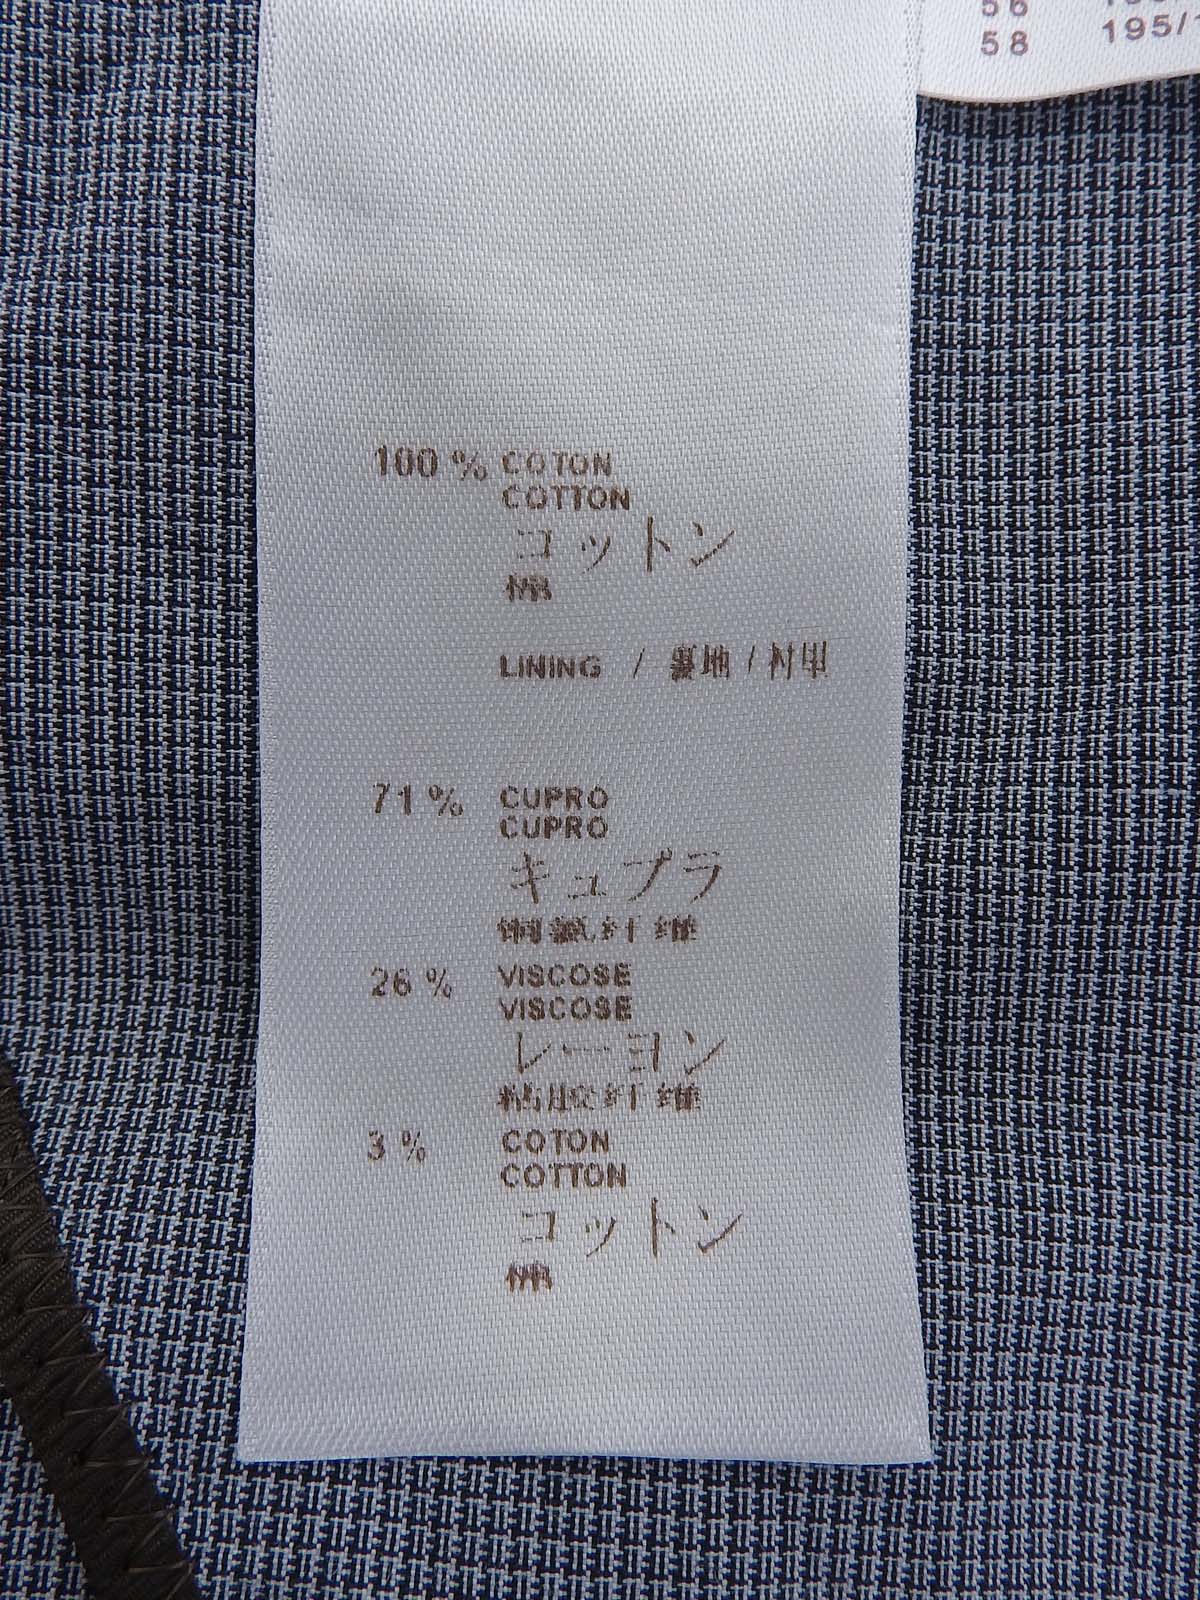 56
58 195/
100 % COTON
COTTON
コットン
棉
LINING / 裏地 / 衬里
71 % CUPRO
CUPRO
キュプラ
铜氨纤维
26 % VISCOSE
VISCOSE
レーヨン
粘胶纤维
3 % COTON
COTTON
コットン
棉